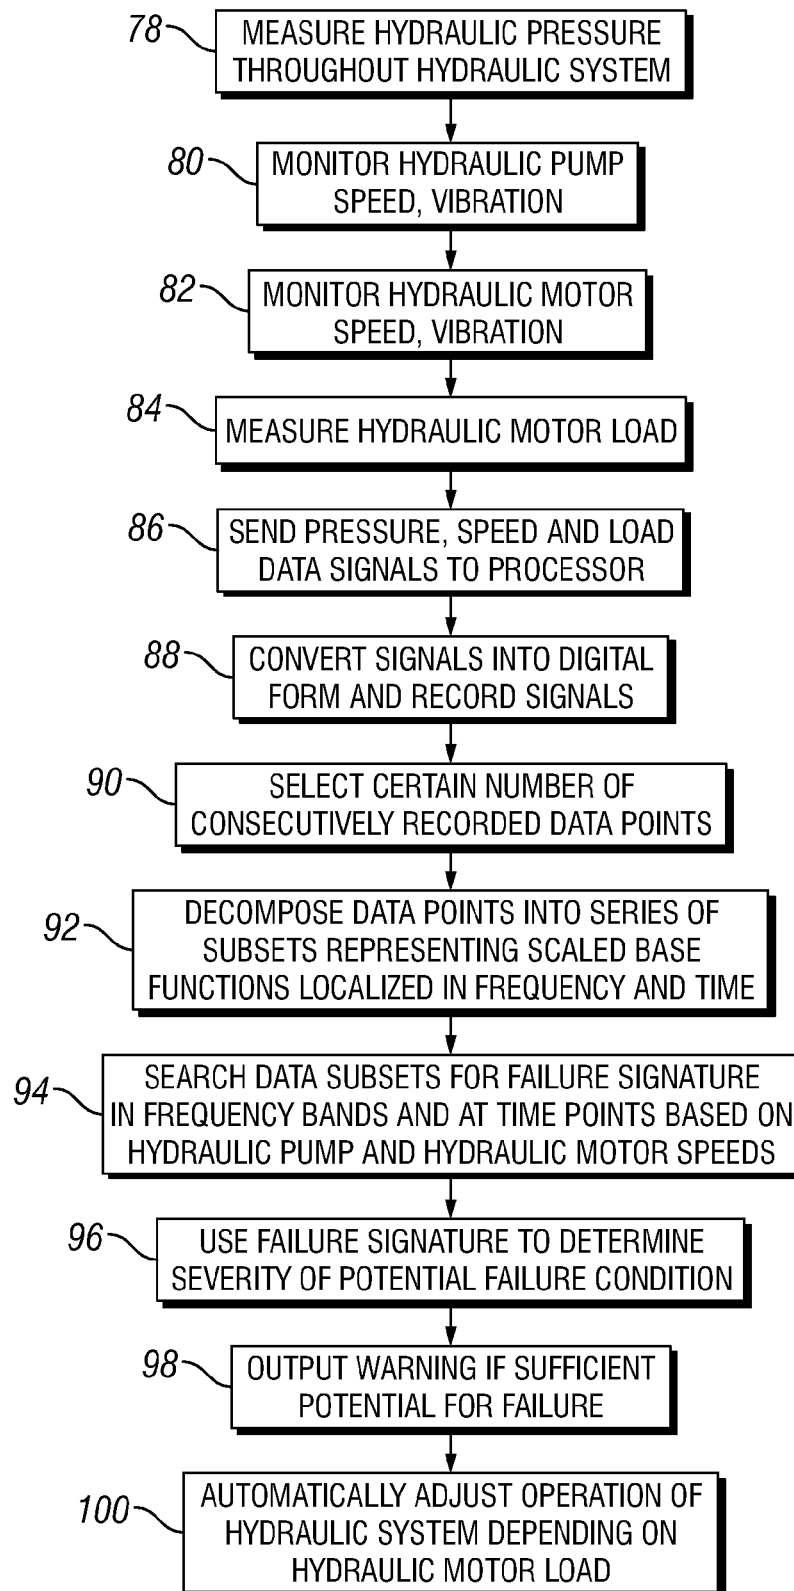 78
MEASURE HYDRAULIC PRESSURE
THROUGHOUT HYDRAULIC SYSTEM
80
MONITOR HYDRAULIC PUMP
SPEED, VIBRATION
82
MONITOR HYDRAULIC MOTOR
SPEED, VIBRATION
84
MEASURE HYDRAULIC MOTOR LOAD
86
SEND PRESSURE, SPEED AND LOAD
DATA SIGNALS TO PROCESSOR
88
CONVERT SIGNALS INTO DIGITAL
FORM AND RECORD SIGNALS
90
SELECT CERTAIN NUMBER OF
CONSECUTIVELY RECORDED DATA POINTS
92
DECOMPOSE DATA POINTS INTO SERIES OF
SUBSETS REPRESENTING SCALED BASE
FUNCTIONS LOCALIZED IN FREQUENCY AND TIME
94
SEARCH DATA SUBSETS FOR FAILURE SIGNATURE
IN FREQUENCY BANDS AND AT TIME POINTS BASED ON
HYDRAULIC PUMP AND HYDRAULIC MOTOR SPEEDS
96
USE FAILURE SIGNATURE TO DETERMINE
SEVERITY OF POTENTIAL FAILURE CONDITION
98
OUTPUT WARNING IF SUFFICIENT
POTENTIAL FOR FAILURE
100
AUTOMATICALLY ADJUST OPERATION OF
HYDRAULIC SYSTEM DEPENDING ON
HYDRAULIC MOTOR LOAD